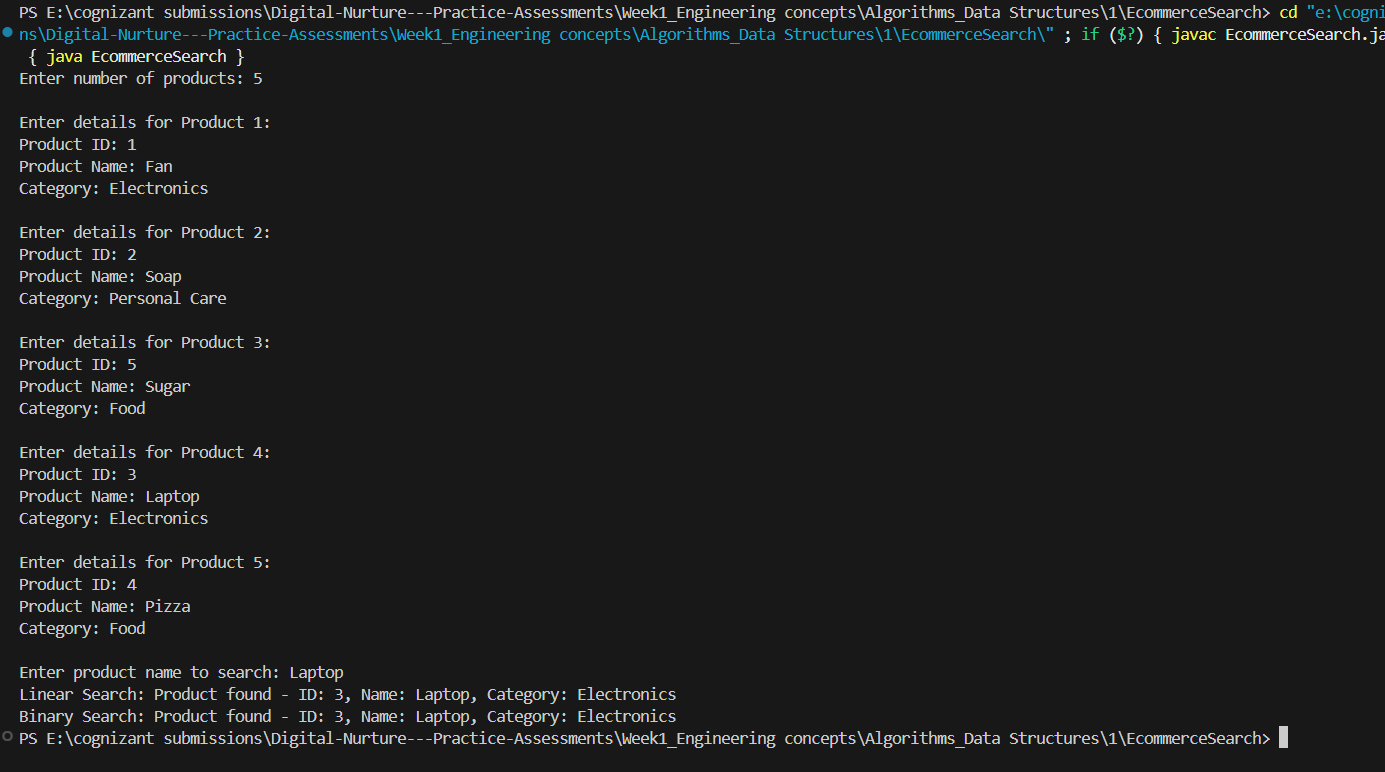 PS E:\cognizant submissions\Digital-Nurture---Practice-Assessments\Week1_Engineering concepts\Algorithms_Data Structures\1\EcommerceSearch> cd "e:\cogni
ns\Digital-Nurture---Practice-Assessments\Week1_Engineering concepts\Algorithms_Data Structures\1\EcommerceSearch\" ; if ($?) { javac EcommerceSearch.ja
{ java EcommerceSearch }
Enter number of products: 5
Enter details for Product 1:
Product ID: 1
Product Name: Fan
Category: Electronics
Enter details for Product 2:
Product ID: 2
Product Name: Soap
Category: Personal Care
Enter details for Product 3:
Product ID: 5
Product Name: Sugar
Category: Food
Enter details for Product 4:
Product ID: 3
Product Name: Laptop
Category: Electronics
Enter details for Product 5:
Product ID: 4
Product Name: Pizza
Category: Food
Enter product name to search: Laptop
Linear Search: Product found - ID: 3, Name: Laptop, Category: Electronics
Binary Search: Product found - ID: 3, Name: Laptop, Category: Electronics
PS E:\cognizant submissions\Digital-Nurture---Practice-Assessments\Week1_Engineering concepts\Algorithms_Data Structures\1\EcommerceSearch>